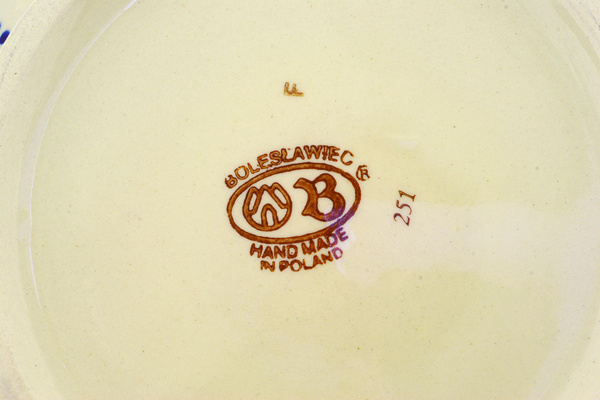 F
BOLESŁAWIEC ®
B
HAND MADE
IN POLAND
251